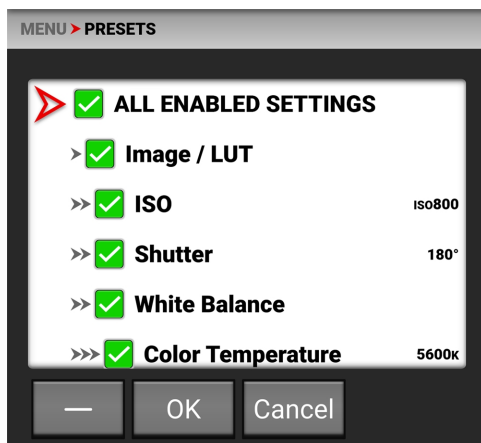 MENU > PRESETS
ALL ENABLED SETTINGS
Image / LUT
ISO ISO800
Shutter 180°
White Balance
Color Temperature 5600K
— OK Cancel